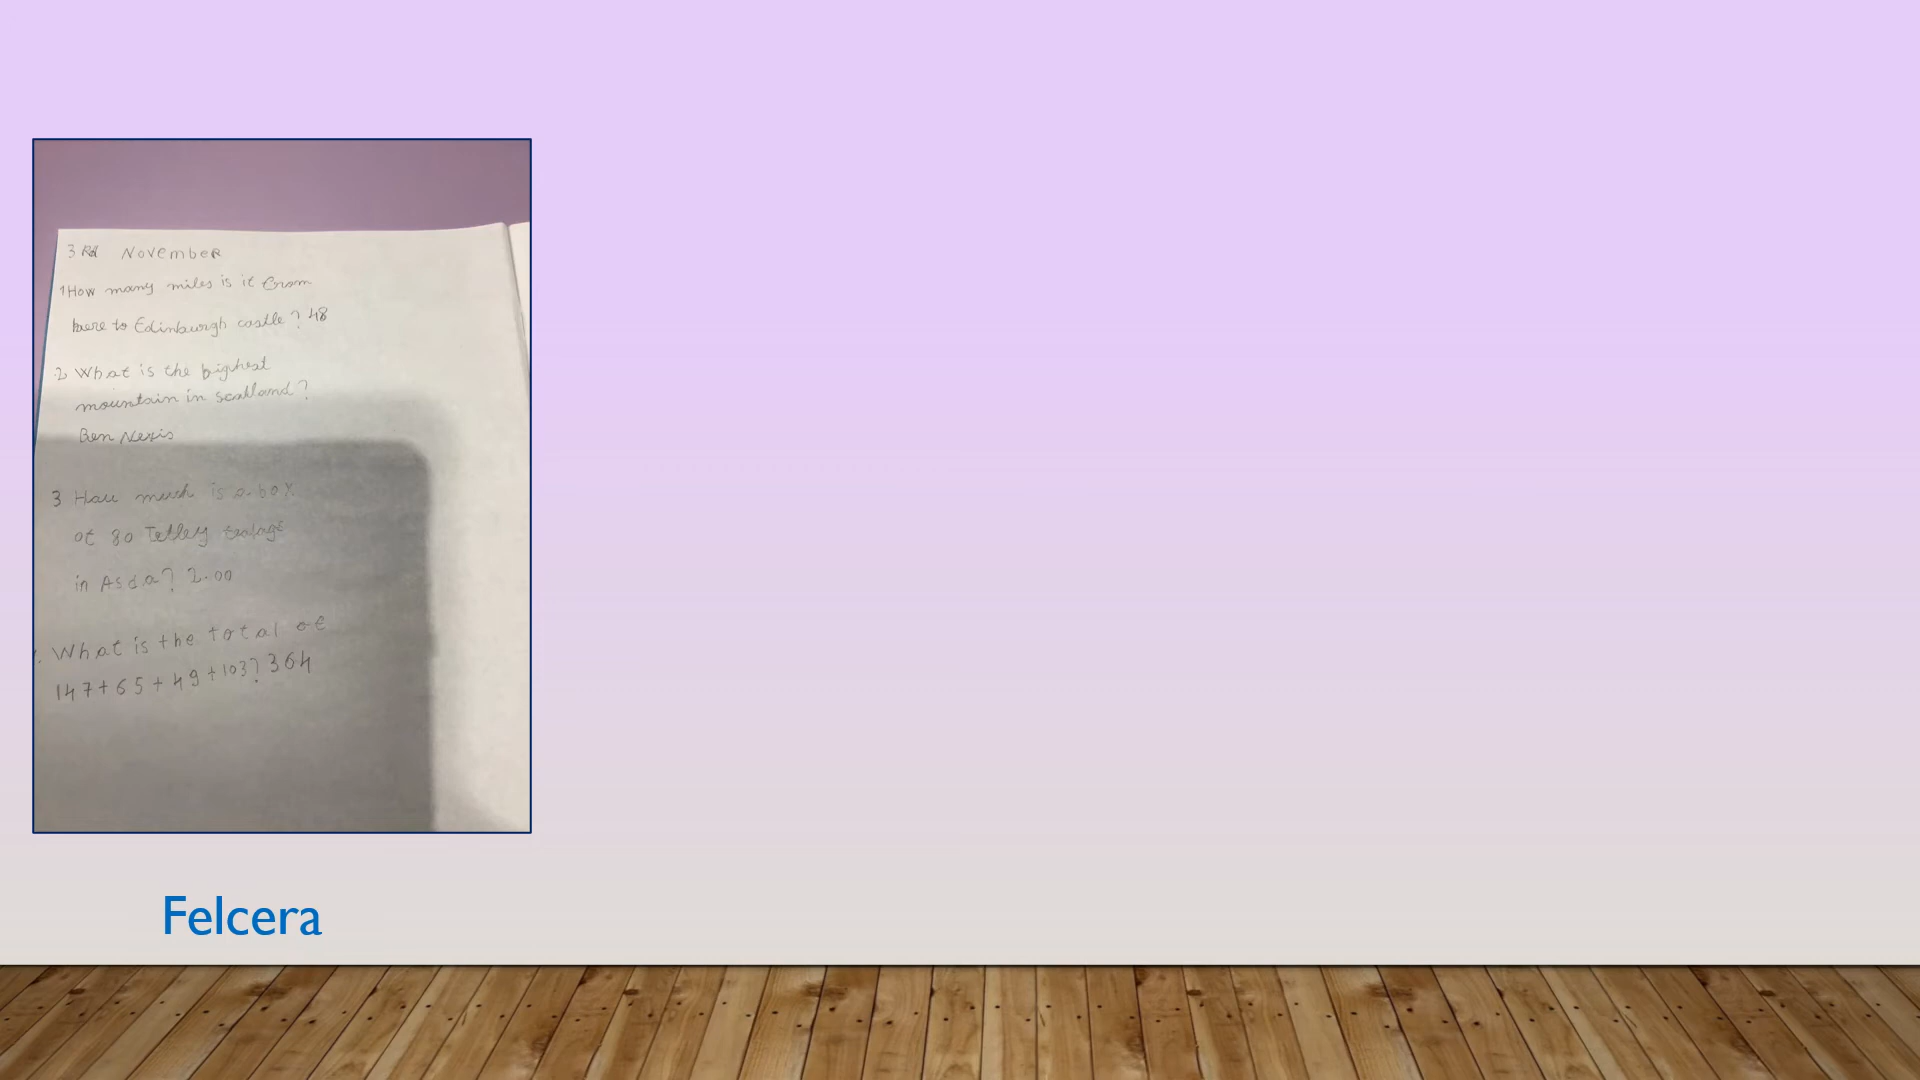 3 Rd November
1 How many miles is it from
here to Edinburgh castle? 48
2 What is the highest
mountain in scotland?
Ben Nevis
3 How much is a box
of 80 Tetley teabags
in Asda? 2.00
What is the total of
147+65+49+103? 364
Felcera